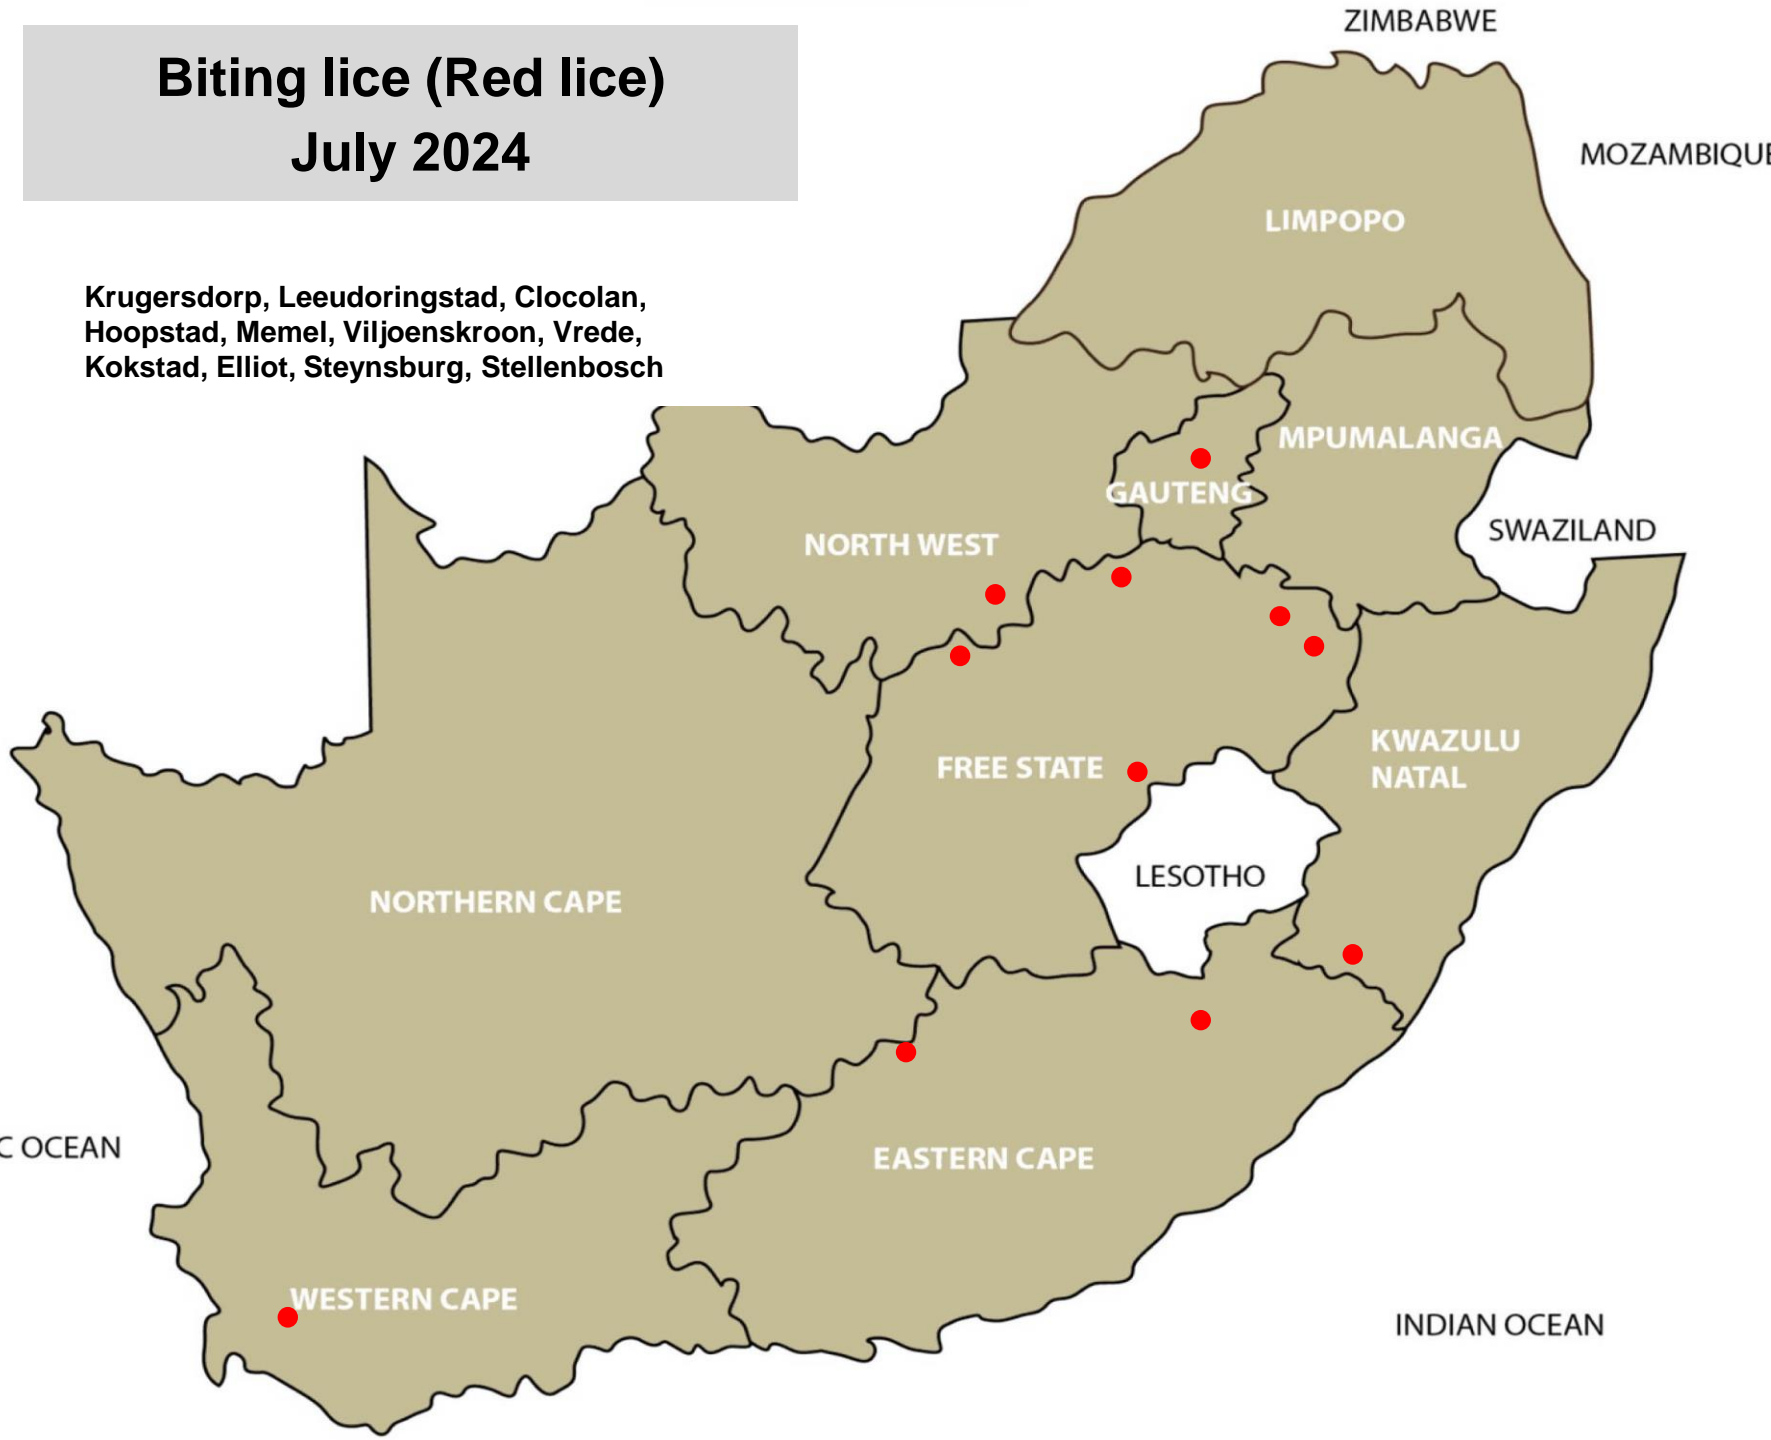 ZIMBABWE
Biting lice (Red lice)
July 2024
MOZAMBIQUE
LIMPOPO
Krugersdorp, Leeudoringstad, Clocolan,
Hoopstad, Memel, Viljoenskroon, Vrede,
Kokstad, Elliot, Steynsburg, Stellenbosch
MPUMALANGA
GAUTENG
SWAZILAND
NORTH WEST
KWAZULU
NATAL
FREE STATE
LESOTHO
NORTHERN CAPE
C OCEAN
EASTERN CAPE
WESTERN CAPE
INDIAN OCEAN